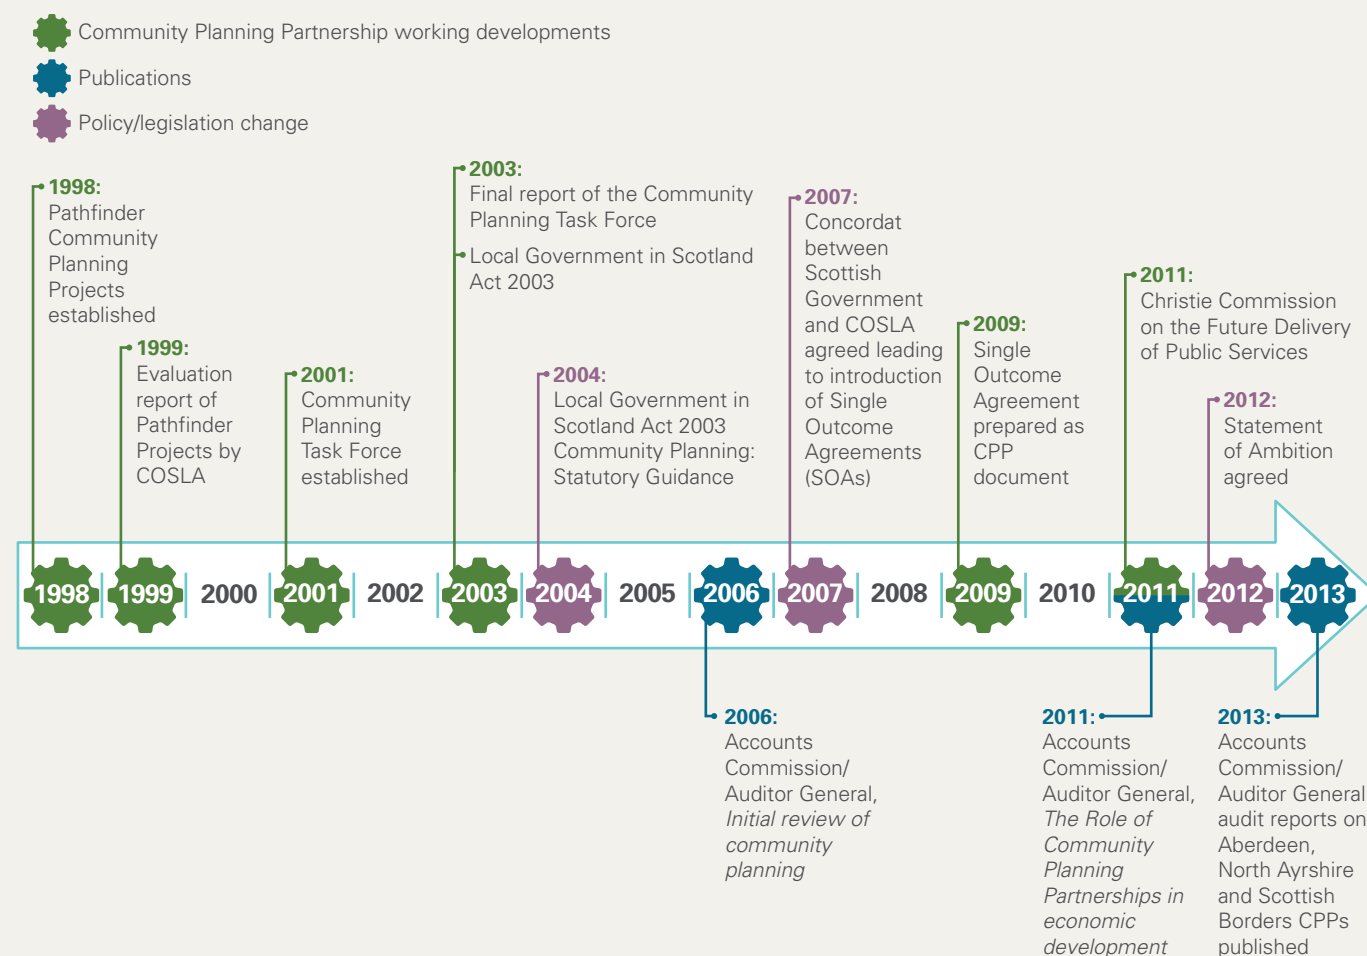 Community Planning Partnership working developments
Publications
Policy/legislation change
1998:
Pathfinder
Community
Planning
Projects
established
1999:
Evaluation
report of
Pathfinder
Projects by
COSLA
2001:
Community
Planning
Task Force
established
2003:
Final report of the Community
Planning Task Force
Local Government in Scotland
Act 2003
2004:
Local Government in
Scotland Act 2003
Community Planning:
Statutory Guidance
2007:
Concordat
between
Scottish
Government
and COSLA
agreed leading
to introduction
of Single
Outcome
Agreements
(SOAs)
2009:
Single
Outcome
Agreement
prepared as
CPP
document
2011:
Christie Commission
on the Future Delivery
of Public Services
2012:
Statement
of Ambition
agreed
1998 1999 2000 2001 2002 2003 2004 2005 2006 2007 2008 2009 2010 2011 2012 2013
2006:
Accounts
Commission/
Auditor General,
Initial review of
community
planning
2011:
Accounts
Commission/
Auditor General,
The Role of
Community
Planning
Partnerships in
economic
development
2013:
Accounts
Commission/
Auditor General
audit reports on
Aberdeen,
North Ayrshire
and Scottish
Borders CPPs
published